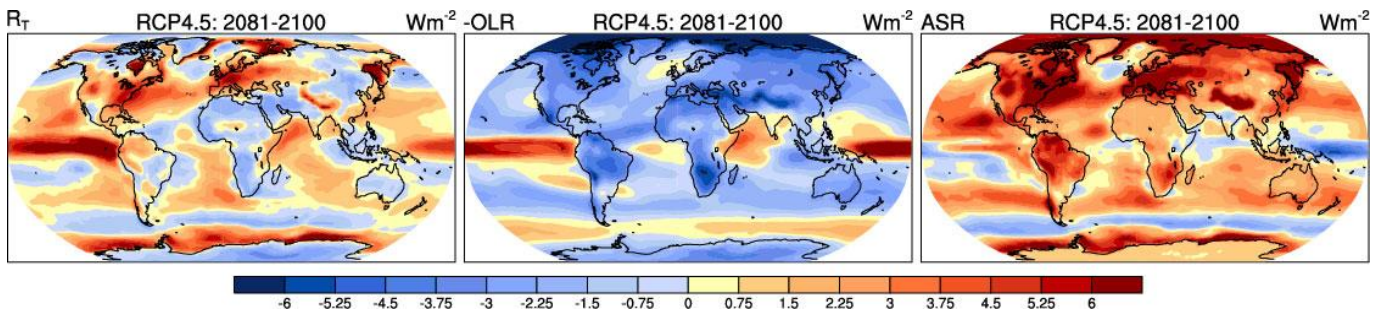 R_T RCP4.5: 2081-2100 Wm⁻² -OLR RCP4.5: 2081-2100 Wm⁻² ASR RCP4.5: 2081-2100 Wm⁻²
-6 -5.25 -4.5 -3.75 -3 -2.25 -1.5 -0.75 0 0.75 1.5 2.25 3 3.75 4.5 5.25 6